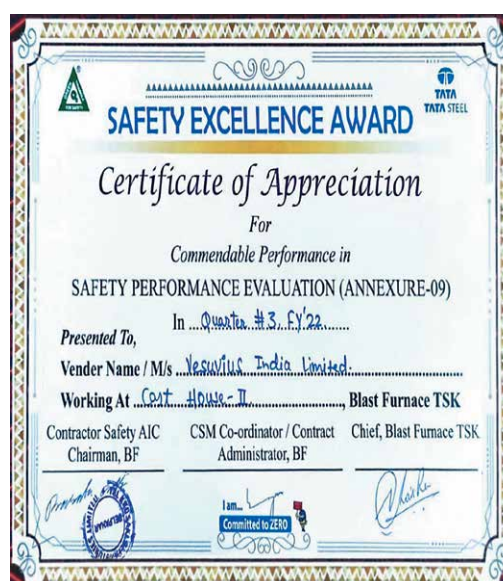 TATA
TATA STEEL
SAFETY EXCELLENCE AWARD
Certificate of Appreciation
For
Commendable Performance in
SAFETY PERFORMANCE EVALUATION (ANNEXURE-09)
In ...Quarter #3, FY'22.......
Presented To,
Vender Name / M/s Vesuvius India Limited.
Working At Cast House-II, Blast Furnace TSK
Contractor Safety AIC Chairman, BF
CSM Co-ordinator / Contract Administrator, BF
Chief, Blast Furnace TSK
I am...
Committed to ZERO